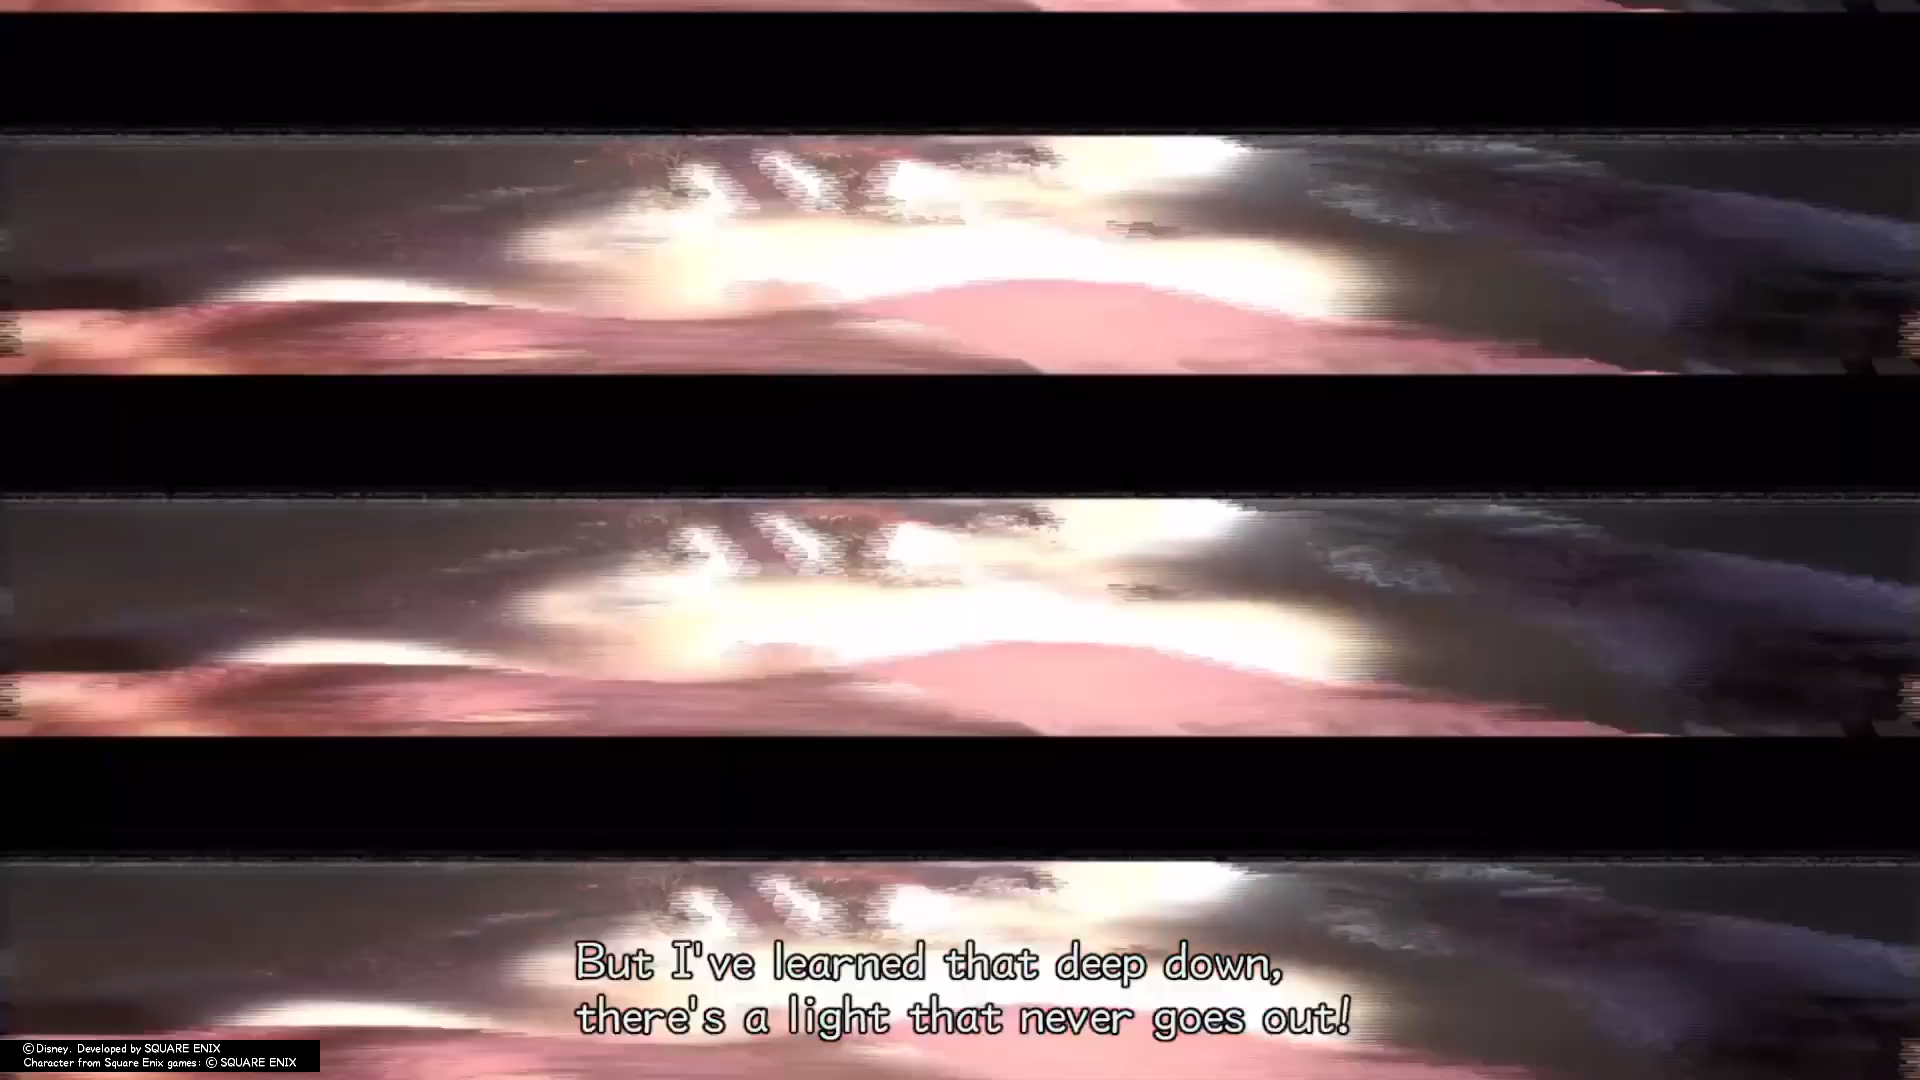 But I've learned that deep down,
there's a light that never goes out!
©Disney. Developed by SQUARE ENIX
Character from Square Enix games: © SQUARE ENIX